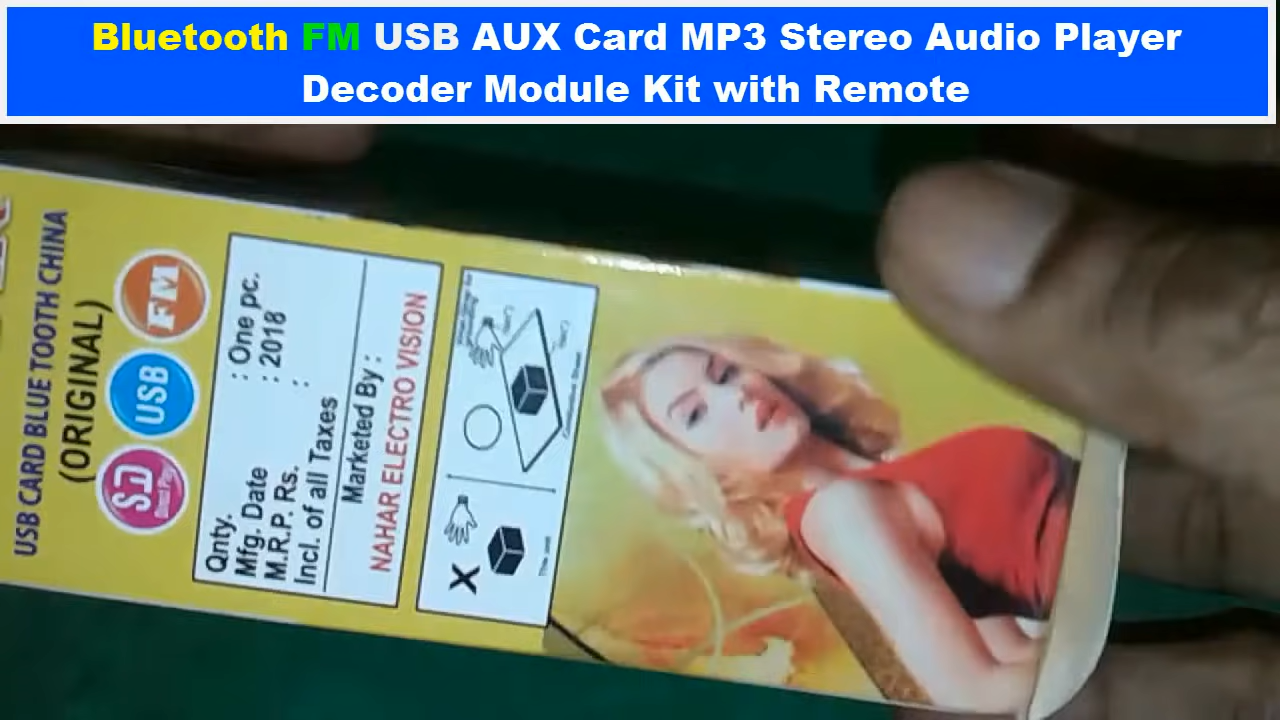 Bluetooth FM USB AUX Card MP3 Stereo Audio Player
Decoder Module Kit with Remote
USB CARD BLUE TOOTH CHINA
(ORIGINAL)
SD
USB
FM
Qnty. : One pc.
Mfg. Date : 2018
M.R.P. Rs. :
Incl. of all Taxes
Marketed By :
NAHAR ELECTRO VISION
X